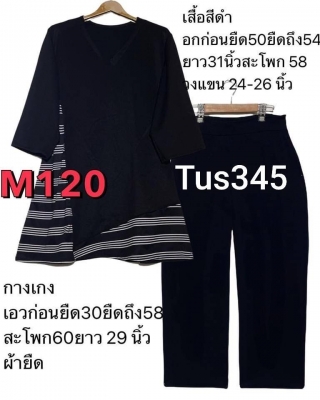 เสื้อสีดำ
อกก่อนยืด50ยืดถึง54
ยาว31นิ้วสะโพก 58
วงแขน 24-26 นิ้ว
M120
Tus345
กางเกง
เอวก่อนยืด30ยืดถึง58
สะโพก60ยาว 29 นิ้ว
ผ้ายืด